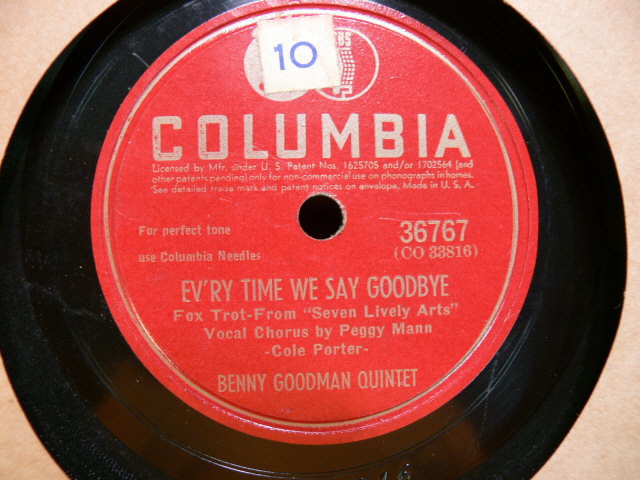 10
BS
COLUMBIA
Licensed by Mfr. under U. S. Patent Nos. 1625705 and/or 1702564 (and
other patents pending) only for non-commercial use on phonographs in homes.
See detailed trade mark and patent notices on envelope. Made in U. S. A.
For perfect tone
use Columbia Needles
36767
(CO 33816)
EV'RY TIME WE SAY GOODBYE
Fox Trot-From "Seven Lively Arts"
Vocal Chorus by Peggy Mann
-Cole Porter-
BENNY GOODMAN QUINTET